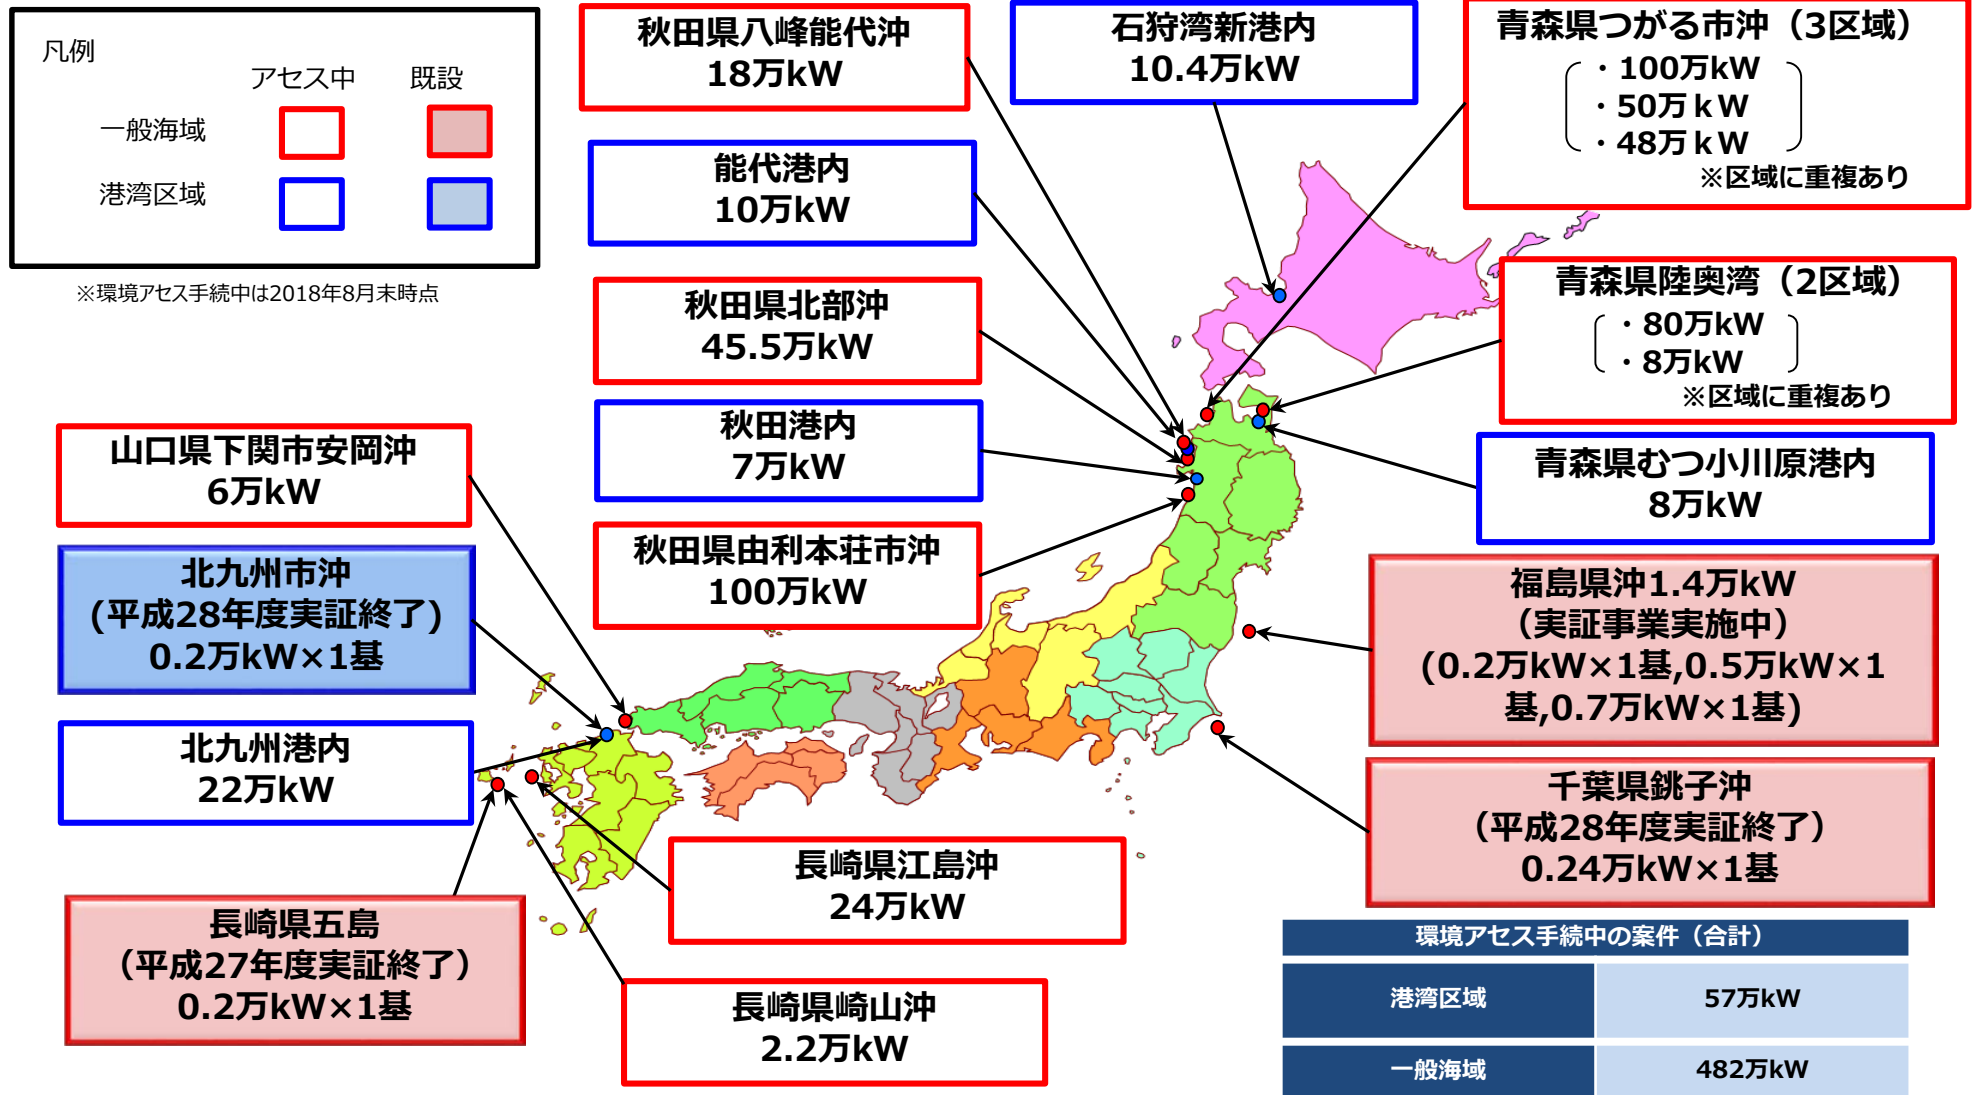 凡例
アセス中
既設
一般海域
港湾区域
※環境アセス手続中は2018年8月末時点
秋田県八峰能代沖
18万kW
石狩湾新港内
10.4万kW
青森県つがる市沖（3区域）
・100万kW
・50万ｋW
・48万ｋW
※区域に重複あり
能代港内
10万kW
青森県陸奥湾（2区域）
・80万kW
・8万kW
※区域に重複あり
秋田県北部沖
45.5万kW
秋田港内
7万kW
青森県むつ小川原港内
8万kW
山口県下関市安岡沖
6万kW
秋田県由利本荘市沖
100万kW
北九州市沖
(平成28年度実証終了)
0.2万kW×1基
福島県沖1.4万kW
（実証事業実施中）
(0.2万kW×1基,0.5万kW×1
基,0.7万kW×1基)
北九州港内
22万kW
千葉県銚子沖
（平成28年度実証終了）
0.24万kW×1基
長崎県江島沖
24万kW
長崎県五島
（平成27年度実証終了）
0.2万kW×1基
長崎県崎山沖
2.2万kW
環境アセス手続中の案件（合計）
港湾区域
57万kW
一般海域
482万kW